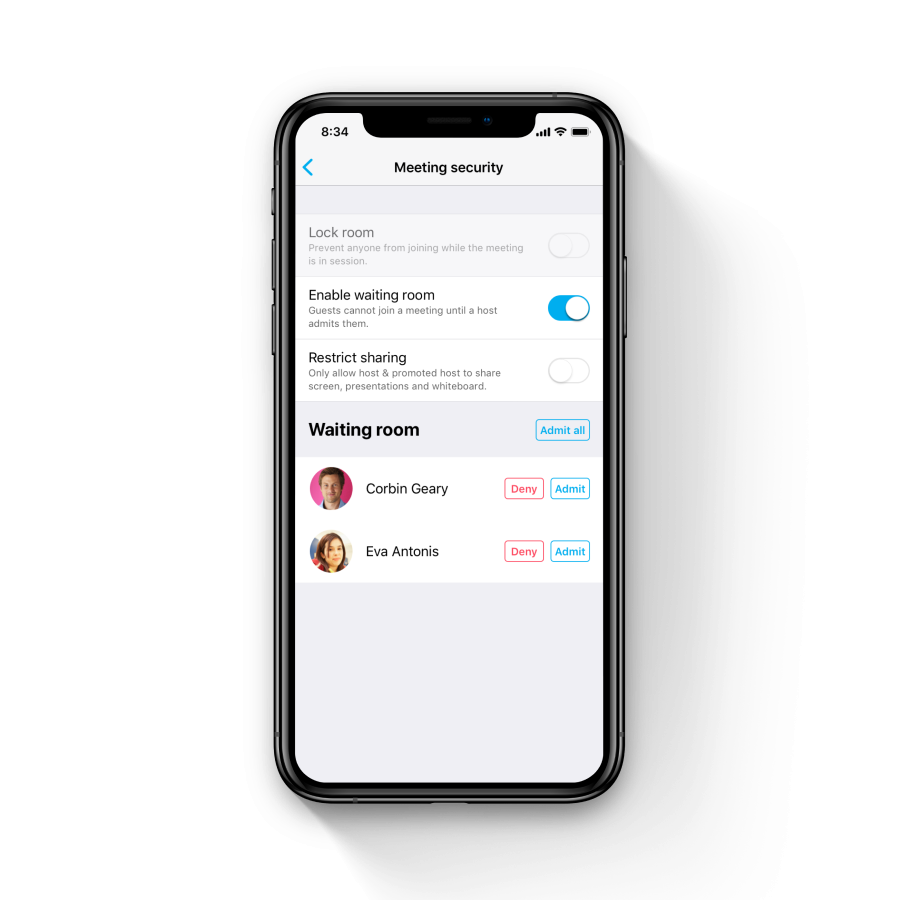 8:34
Meeting security
Lock room
Prevent anyone from joining while the meeting
is in session.
Enable waiting room
Guests cannot join a meeting until a host
admits them.
Restrict sharing
Only allow host & promoted host to share
screen, presentations and whiteboard.
Waiting room Admit all
Corbin Geary Deny Admit
Eva Antonis Deny Admit